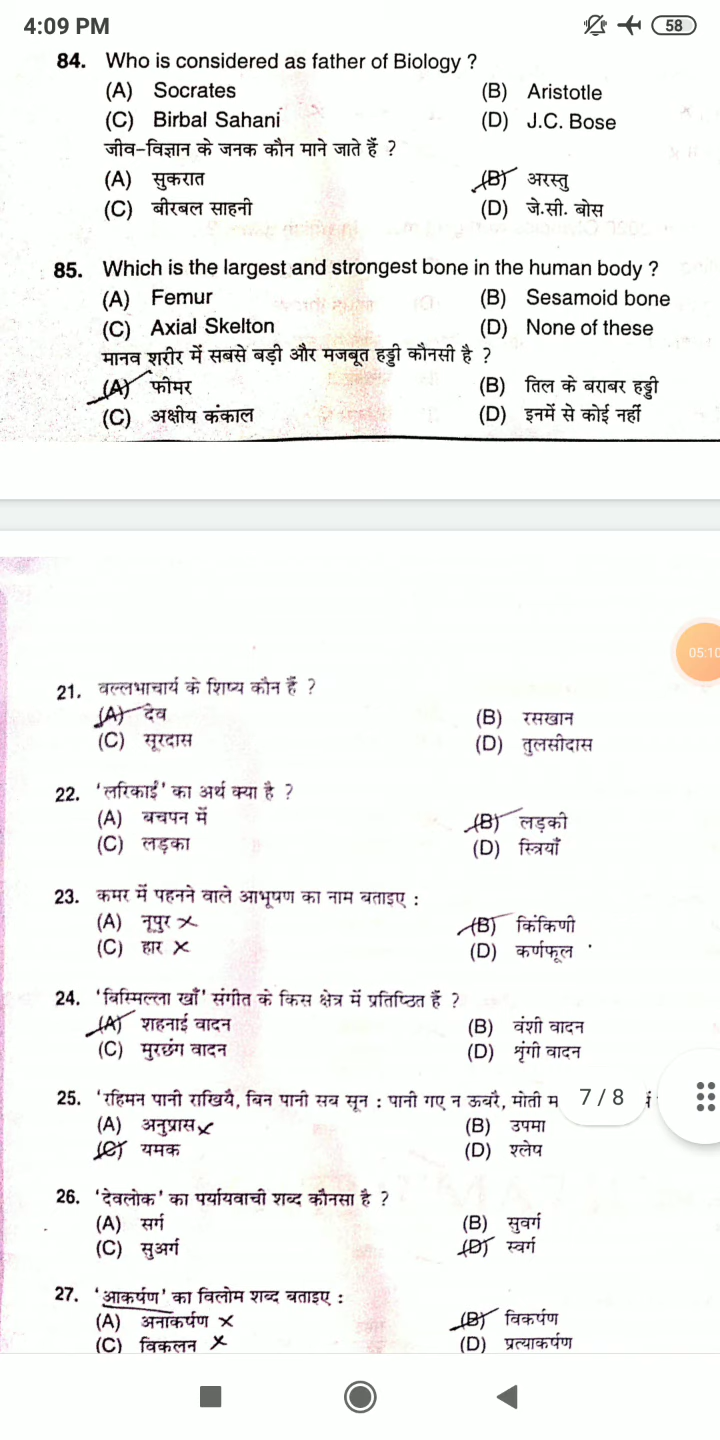 4:09 PM
58
84. Who is considered as father of Biology ?
(A) Socrates (B) Aristotle
(C) Birbal Sahani (D) J.C. Bose
जीव-विज्ञान के जनक कौन माने जाते हैं ?
(A) सुकरात (B) अरस्तु
(C) बीरबल साहनी (D) जे.सी. बोस
85. Which is the largest and strongest bone in the human body ?
(A) Femur (B) Sesamoid bone
(C) Axial Skelton (D) None of these
मानव शरीर में सबसे बड़ी और मजबूत हड्डी कौनसी है ?
(A) फीमर (B) तिल के बराबर हड्डी
(C) अक्षीय कंकाल (D) इनमें से कोई नहीं
05:10
21. वल्लभाचार्य के शिष्य कौन हैं ?
(A) देव (B) रसखान
(C) सूरदास (D) तुलसीदास
22. 'लरिकाईं' का अर्थ क्या है ?
(A) बचपन में (B) लड़की
(C) लड़का (D) स्त्रियाँ
23. कमर में पहनने वाले आभूषण का नाम बताइए :
(A) नूपुर (B) किंकिणी
(C) हार (D) कर्णफूल
24. 'बिस्मिल्ला खाँ' संगीत के किस क्षेत्र में प्रतिष्ठित हैं ?
(A) शहनाई वादन (B) वंशी वादन
(C) मुरछंग वादन (D) शृंगी वादन
25. 'रहिमन पानी राखियै, बिन पानी सब सून : पानी गए न ऊबरै, मोती म
7 / 8
(A) अनुप्रास (B) उपमा
(C) यमक (D) श्लेष
26. 'देवलोक' का पर्यायवाची शब्द कौनसा है ?
(A) सर्ग (B) सुवर्ग
(C) सुअर्ग (D) स्वर्ग
27. 'आकर्षण' का विलोम शब्द बताइए :
(A) अनाकर्षण (B) विकर्षण
(C) विकलन (D) प्रत्याकर्षण